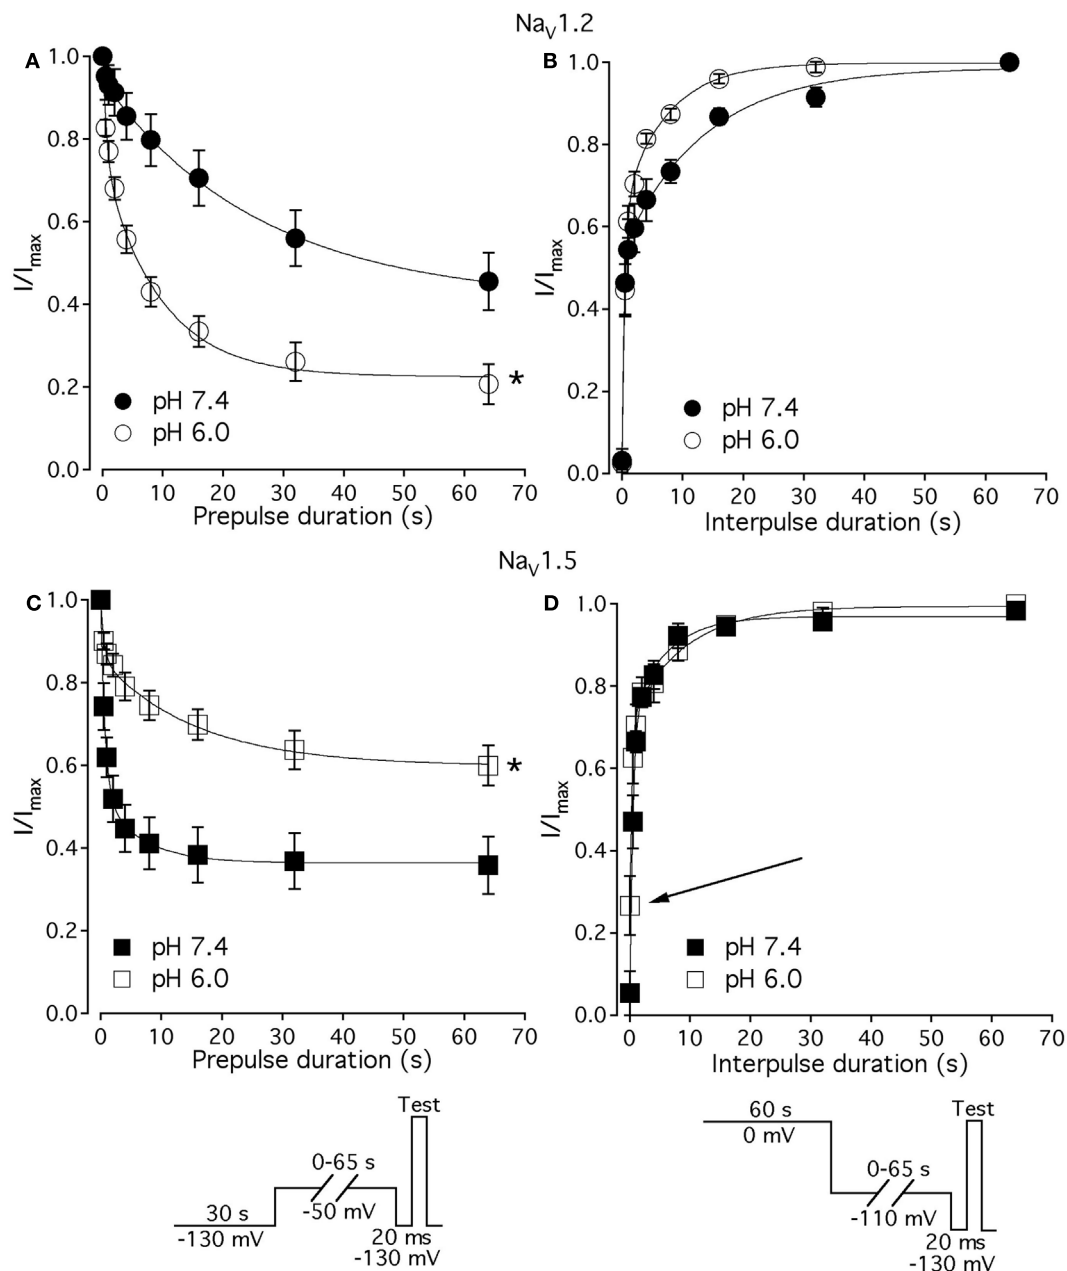 NaV1.2
A
1.0
0.8
0.6
0.4
0.2
0.0
I/Imax
pH 7.4
pH 6.0
*
0 10 20 30 40 50 60 70
Prepulse duration (s)
B
1.0
0.8
0.6
0.4
0.2
0.0
I/Imax
pH 7.4
pH 6.0
0 10 20 30 40 50 60 70
Interpulse duration (s)
NaV1.5
C
1.0
0.8
0.6
0.4
0.2
0.0
I/Imax
*
pH 7.4
pH 6.0
0 10 20 30 40 50 60 70
Prepulse duration (s)
D
1.0
0.8
0.6
0.4
0.2
0.0
I/Imax
pH 7.4
pH 6.0
0 10 20 30 40 50 60 70
Interpulse duration (s)
Test
0-65 s
-50 mV
30 s
-130 mV
20 ms
-130 mV
60 s
0 mV
Test
0-65 s
-110 mV
20 ms
-130 mV